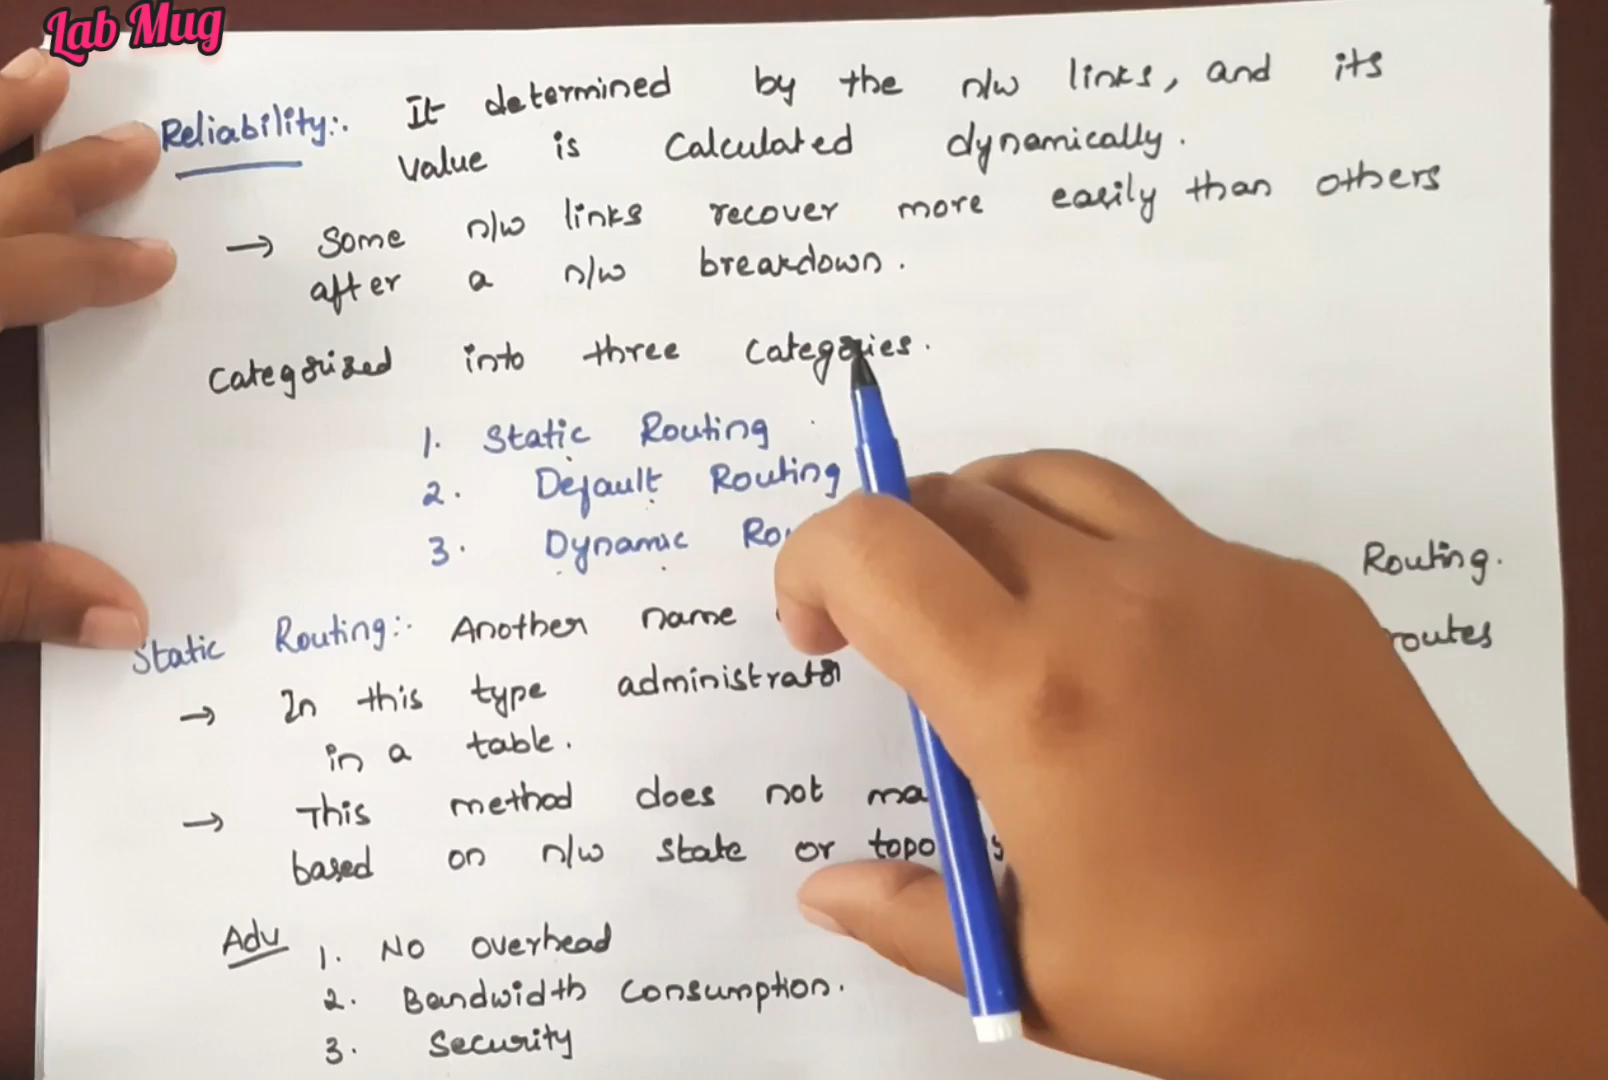 Lab Mug
Reliability:. It determined by the n/w links, and its
value is calculated dynamically.
→ Some n/w links recover more easily than others
after a n/w breakdown.
Categorized into three categories.
1. Static Routing
2. Default Routing
3. Dynamic
Static Routing:- Another name Routing.
→ In this type administrator routes
in a table.
→ This method does not
based on n/w state or
Adv 1. No overhead
2. Bandwidth consumption.
3. Security